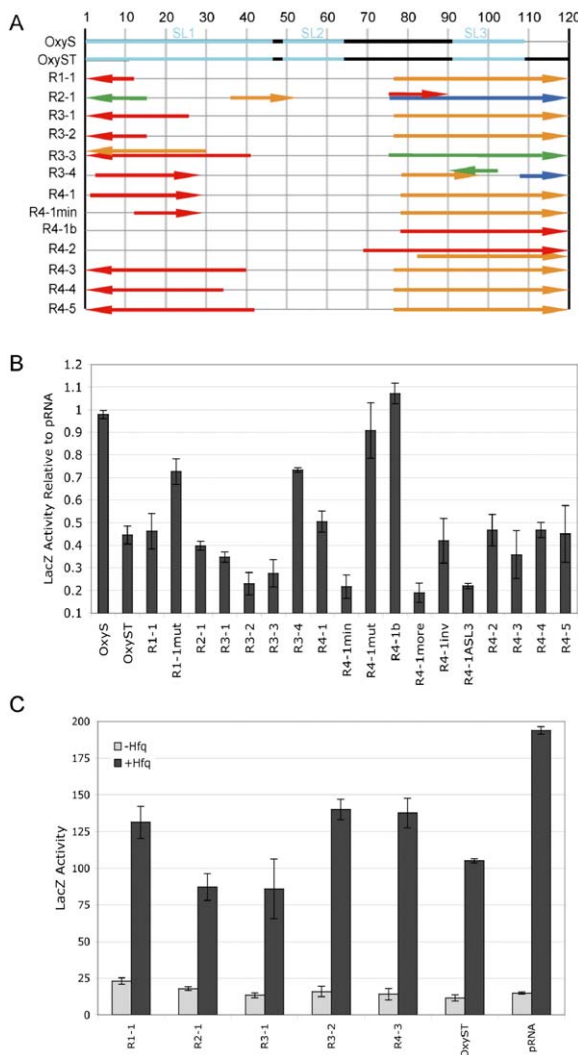 A
1 10 20 30 40 50 60 70 80 90 100 110 120
SL1 SL2 SL3
OxyS
OxyST
R1-1
R2-1
R3-1
R3-2
R3-3
R3-4
R4-1
R4-1min
R4-1b
R4-2
R4-3
R4-4
R4-5
B
LacZ Activity Relative to pRNA
1.2
1.1
1
0.9
0.8
0.7
0.6
0.5
0.4
0.3
0.2
0.1
OxyS
OxyST
R1-1
R1-1mut
R2-1
R3-1
R3-2
R3-3
R3-4
R4-1
R4-1min
R4-1mut
R4-1b
R4-1more
R4-1inv
R4-1ASL3
R4-2
R4-3
R4-4
R4-5
C
LacZ Activity
200
175
150
125
100
75
50
25
0
-Hfq
+Hfq
R1-1
R2-1
R3-1
R3-2
R4-3
OxyST
pRNA